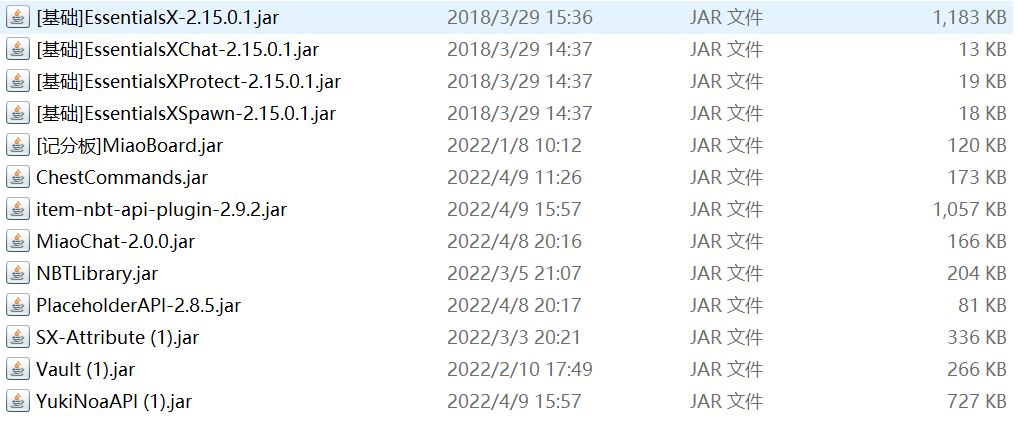 [基础]EssentialsX-2.15.0.1.jar 2018/3/29 15:36 JAR 文件 1,183 KB
[基础]EssentialsXChat-2.15.0.1.jar 2018/3/29 14:37 JAR 文件 13 KB
[基础]EssentialsXProtect-2.15.0.1.jar 2018/3/29 14:37 JAR 文件 19 KB
[基础]EssentialsXSpawn-2.15.0.1.jar 2018/3/29 14:37 JAR 文件 18 KB
[记分板]MiaoBoard.jar 2022/1/8 10:12 JAR 文件 120 KB
ChestCommands.jar 2022/4/9 11:26 JAR 文件 173 KB
item-nbt-api-plugin-2.9.2.jar 2022/4/9 15:57 JAR 文件 1,057 KB
MiaoChat-2.0.0.jar 2022/4/8 20:16 JAR 文件 166 KB
NBTLibrary.jar 2022/3/5 21:07 JAR 文件 204 KB
PlaceholderAPI-2.8.5.jar 2022/4/8 20:17 JAR 文件 81 KB
SX-Attribute (1).jar 2022/3/3 20:21 JAR 文件 336 KB
Vault (1).jar 2022/2/10 17:49 JAR 文件 266 KB
YukiNoaAPI (1).jar 2022/4/9 15:57 JAR 文件 727 KB